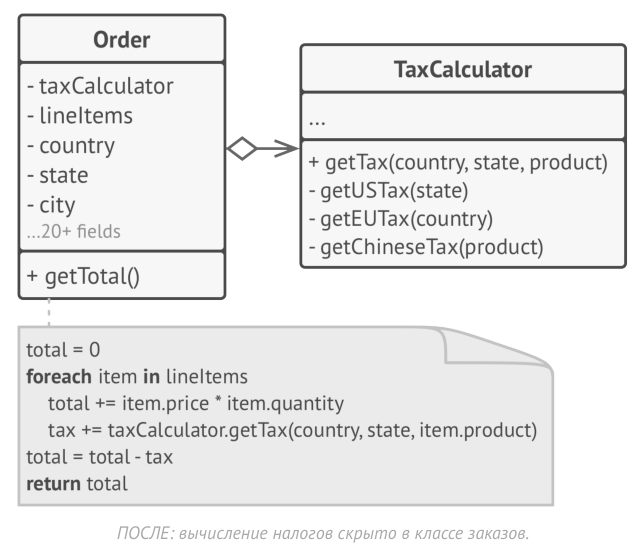 Order
- taxCalculator
- lineItems
- country
- state
- city
...20+ fields
+ getTotal()
TaxCalculator
...
+ getTax(country, state, product)
- getUSTax(state)
- getEUTax(country)
- getChineseTax(product)
total = 0
foreach item in lineItems
total += item.price * item.quantity
tax += taxCalculator.getTax(country, state, item.product)
total = total - tax
return total
ПОСЛЕ: вычисление налогов скрыто в классе заказов.